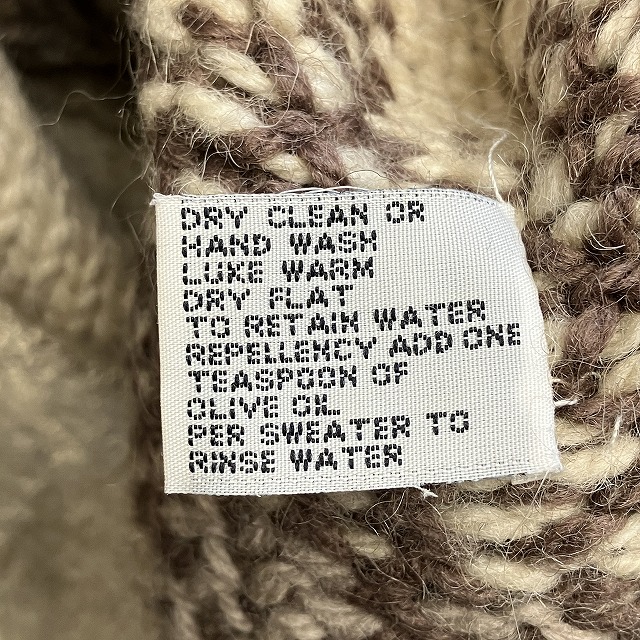 DRY CLEAN OR
HAND WASH
LUKE WARM
DRY FLAT
TO RETAIN WATER
REPELLENCY ADD ONE
TEASPOON OF
OLIVE OIL
PER SWEATER TO
RINSE WATER